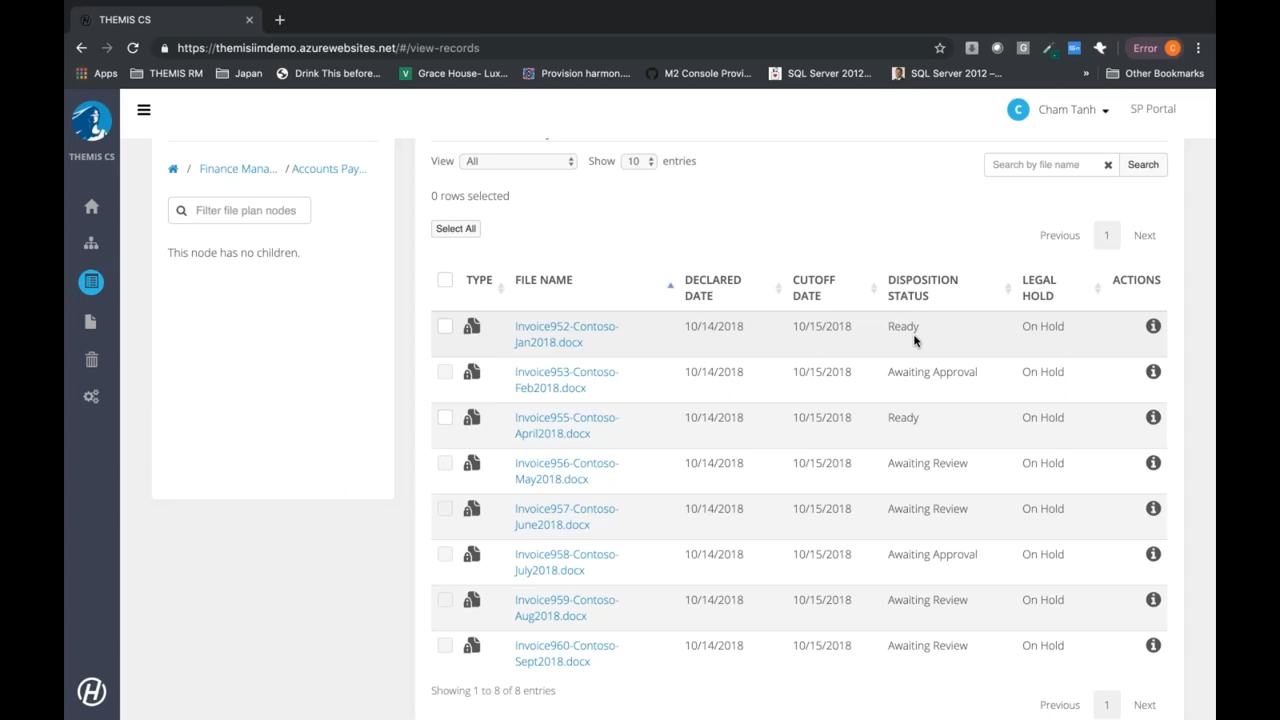 THEMIS CS
https://themisiimdemo.azurewebsites.net/#/view-records
Error C
Apps THEMIS RM Japan Drink This before... Grace House- Lux... Provision harmon.... M2 Console Provi... SQL Server 2012... SQL Server 2012 –... » Other Bookmarks
C Cham Tanh SP Portal
THEMIS CS
/ Finance Mana... / Accounts Pay...
Filter file plan nodes
This node has no children.
View All Show 10 entries
Search by file name Search
0 rows selected
Select All
Previous 1 Next
TYPE FILE NAME DECLARED DATE CUTOFF DATE DISPOSITION STATUS LEGAL HOLD ACTIONS
Invoice952-Contoso- 10/14/2018 10/15/2018 Ready On Hold
Jan2018.docx
Invoice953-Contoso- 10/14/2018 10/15/2018 Awaiting Approval On Hold
Feb2018.docx
Invoice955-Contoso- 10/14/2018 10/15/2018 Ready On Hold
April2018.docx
Invoice956-Contoso- 10/14/2018 10/15/2018 Awaiting Review On Hold
May2018.docx
Invoice957-Contoso- 10/14/2018 10/15/2018 Awaiting Review On Hold
June2018.docx
Invoice958-Contoso- 10/14/2018 10/15/2018 Awaiting Approval On Hold
July2018.docx
Invoice959-Contoso- 10/14/2018 10/15/2018 Awaiting Review On Hold
Aug2018.docx
Invoice960-Contoso- 10/14/2018 10/15/2018 Awaiting Review On Hold
Sept2018.docx
Showing 1 to 8 of 8 entries
Previous 1 Next